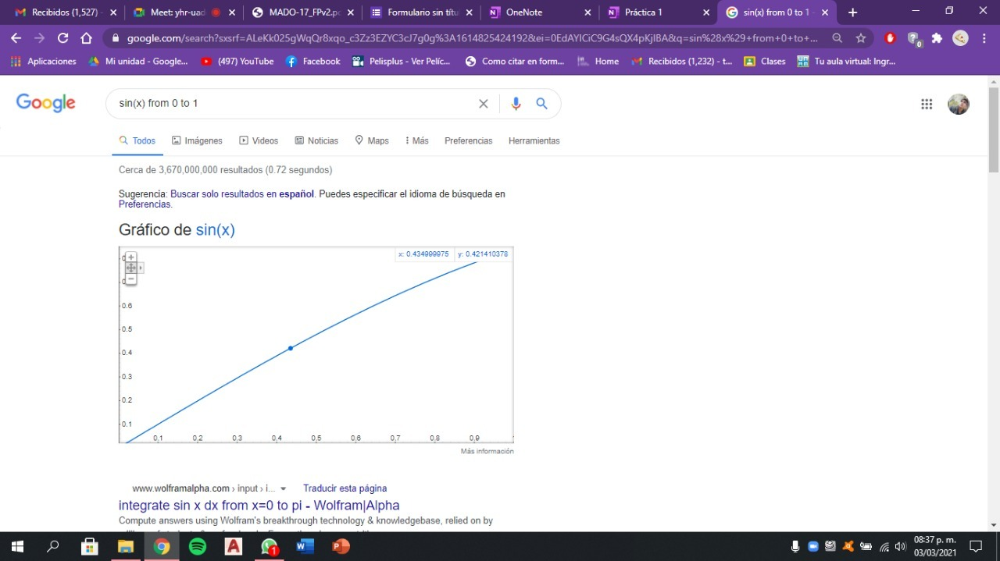 Recibidos (1,527) -
Meet: yhr-uad
MADO-17_FPv2.pd
Formulario sin títu
OneNote
Práctica 1
sin(x) from 0 to 1 -
google.com/search?sxsrf=ALeKk025gWqQr8xqo_c3Zz3EZYC3cJ7g0g%3A1614825424192&ei=0EdAYICiC9G4sQX4pKjIBA&q=sin%28x%29+from+0+to+...
Aplicaciones
Mi unidad - Google...
(497) YouTube
Facebook
Pelisplus - Ver Pelíc...
Como citar en form...
Home
Recibidos (1,232) - t...
Clases
Tu aula virtual: Ingr...
Google
sin(x) from 0 to 1
Todos
Imágenes
Videos
Noticias
Maps
Más
Preferencias
Herramientas
Cerca de 3,670,000,000 resultados (0.72 segundos)
Sugerencia: Buscar solo resultados en español. Puedes especificar el idioma de búsqueda en
Preferencias.
Gráfico de sin(x)
x: 0.434999975
y: 0.421410378
0.6
0.5
0.4
0.3
0.2
0.1
0,1
0,2
0,3
0,4
0,5
0,6
0,7
0,8
0,9
Más información
www.wolframalpha.com › input › i...
Traducir esta página
integrate sin x dx from x=0 to pi - Wolfram|Alpha
Compute answers using Wolfram's breakthrough technology & knowledgebase, relied on by
08:37 p. m.
03/03/2021